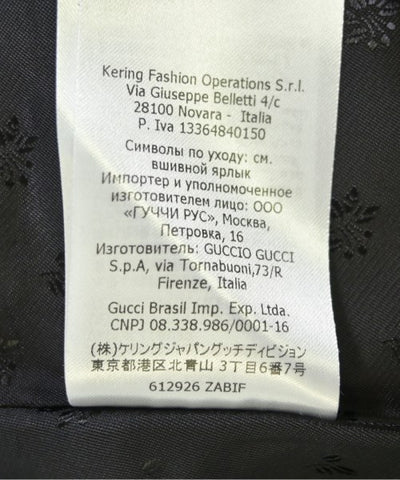 Kering Fashion Operations S.r.l.
Via Giuseppe Belletti 4/c
28100 Novara - Italia
P. Iva 13364840150
Символы по уходу: см.
вшивной ярлык
Импортер и уполномоченное
изготовителем лицо: ООО
«ГУЧЧИ РУС», Москва,
Петровка, 16
Изготовитель: GUCCIO GUCCI
S.p.A, via Tornabuoni,73/R
Firenze, Italia
Gucci Brasil Imp. Exp. Ltda.
CNPJ 08.338.986/0001-16
(株)ケリングジャパングッチディビジョン
東京都港区北青山3丁目6番7号
612926 ZABIF